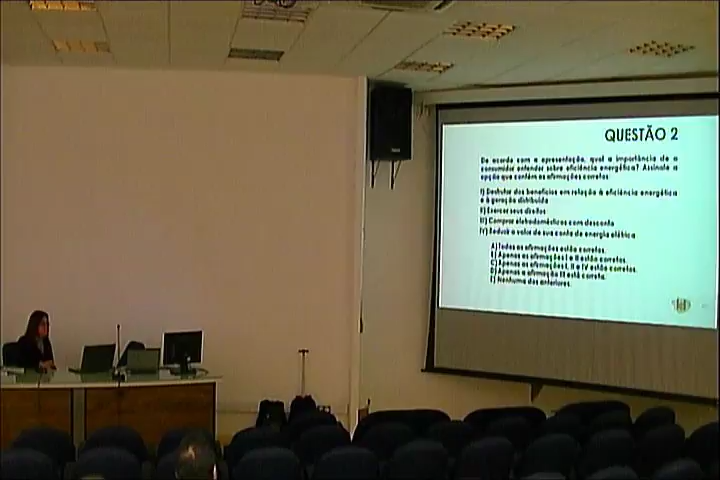 QUESTÃO 2
De acordo com a apresentação, qual a importância de o
consumidor entender sobre eficiência energética? Assinale a
opção que contém as afirmações corretas
I) Desfrutar dos benefícios em relação à eficiência energética
e à geração distribuída
II) Exercer seus direitos
III) Comprar eletrodomésticos com desconto
IV) Reduzir o valor de sua conta de energia elétrica
A) Todas as afirmações estão corretas.
B) Apenas as afirmações I e II estão corretas.
C) Apenas as afirmações I, II e IV estão corretas.
D) Apenas a afirmação III está correta.
E) Nenhuma das anteriores.